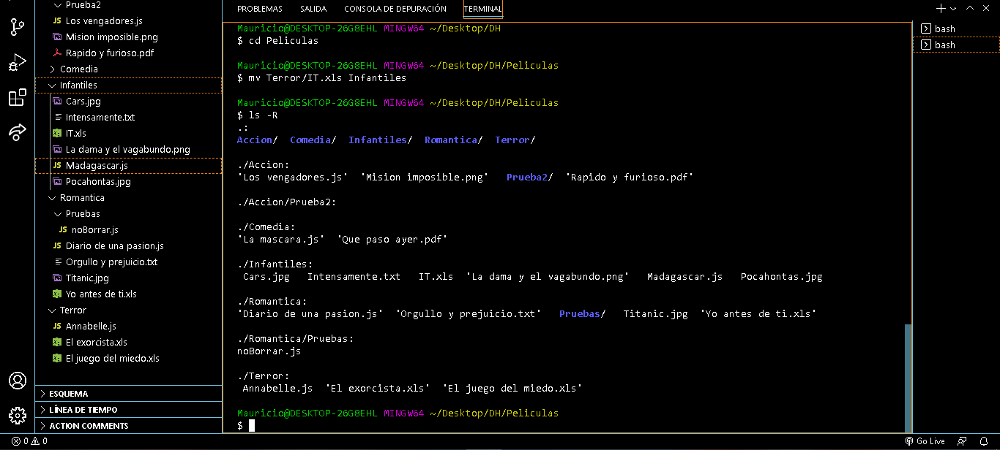 Prueba2
Los vengadores.js
Mision imposible.png
Rapido y furioso.pdf
Comedia
Infantiles
Cars.jpg
Intensamente.txt
IT.xls
La dama y el vagabundo.png
Madagascar.js
Pocahontas.jpg
Romantica
Pruebas
noBorrar.js
Diario de una pasion.js
Orgullo y prejuicio.txt
Titanic.jpg
Yo antes de ti.xls
Terror
Annabelle.js
El exorcista.xls
El juego del miedo.xls
ESQUEMA
LÍNEA DE TIEMPO
ACTION COMMENTS
PROBLEMAS SALIDA CONSOLA DE DEPURACIÓN TERMINAL
Mauricio@DESKTOP-26G8EHL MINGW64 ~/Desktop/DH
$ cd Peliculas
Mauricio@DESKTOP-26G8EHL MINGW64 ~/Desktop/DH/Peliculas
$ mv Terror/IT.xls Infantiles
Mauricio@DESKTOP-26G8EHL MINGW64 ~/Desktop/DH/Peliculas
$ ls -R
.:
Accion/ Comedia/ Infantiles/ Romantica/ Terror/
./Accion:
'Los vengadores.js' 'Mision imposible.png' Prueba2/ 'Rapido y furioso.pdf'
./Accion/Prueba2:
./Comedia:
'La mascara.js' 'Que paso ayer.pdf'
./Infantiles:
Cars.jpg Intensamente.txt IT.xls 'La dama y el vagabundo.png' Madagascar.js Pocahontas.jpg
./Romantica:
'Diario de una pasion.js' 'Orgullo y prejuicio.txt' Pruebas/ Titanic.jpg 'Yo antes de ti.xls'
./Romantica/Pruebas:
noBorrar.js
./Terror:
Annabelle.js 'El exorcista.xls' 'El juego del miedo.xls'
Mauricio@DESKTOP-26G8EHL MINGW64 ~/Desktop/DH/Peliculas
$
bash
bash
JS
JS
JS
JS
JS
JS
0 0
Go Live